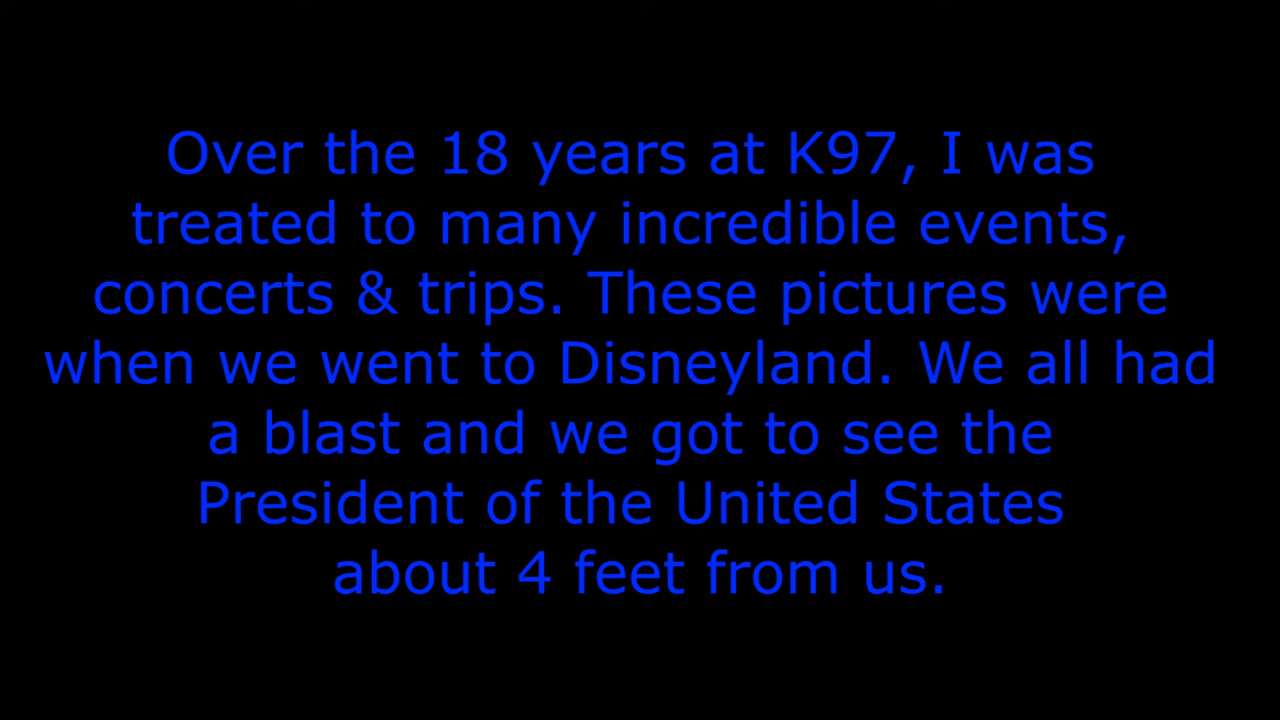 Over the 18 years at K97, I was
treated to many incredible events,
concerts & trips. These pictures were
when we went to Disneyland. We all had
a blast and we got to see the
President of the United States
about 4 feet from us.